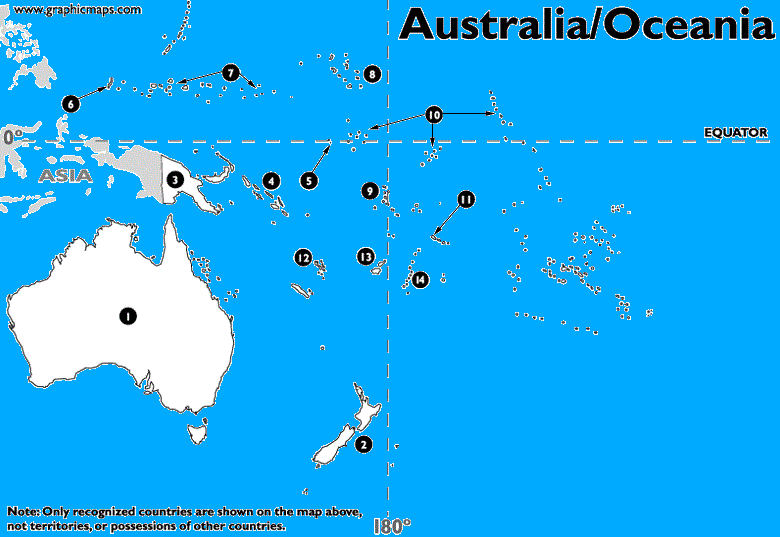 www.graphicmaps.com
Australia/Oceania
7
8
6
10
0°
EQUATOR
ASIA
3
4
5
9
11
12
13
14
1
2
Note: Only recognized countries are shown on the map above,
not territories, or possessions of other countries.
180°